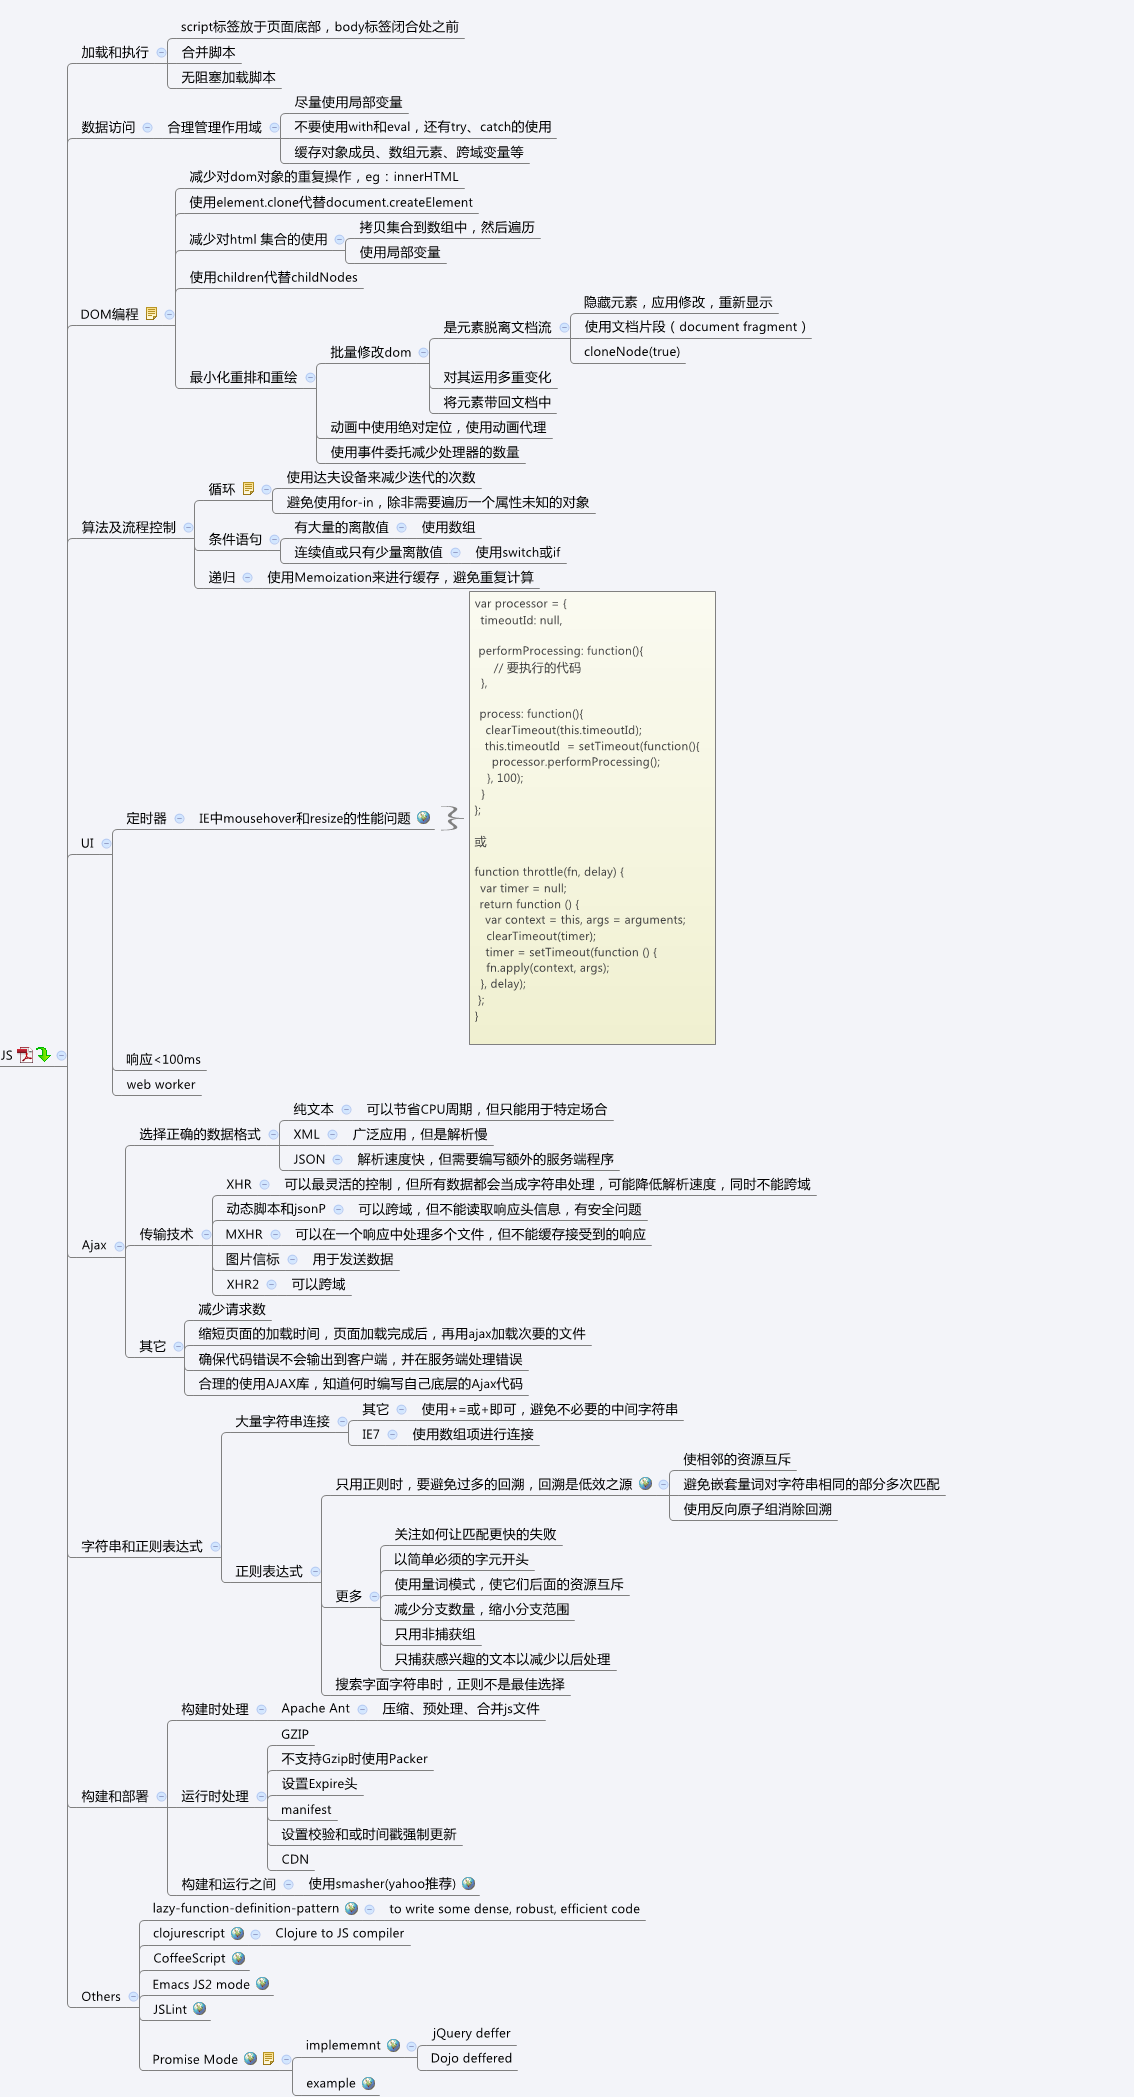 script标签放于页面底部，body标签闭合处之前
加载和执行
合并脚本
无阻塞加载脚本
尽量使用局部变量
数据访问
合理管理作用域
不要使用with和eval，还有try、catch的使用
缓存对象成员、数组元素、跨域变量等
减少对dom对象的重复操作，eg：innerHTML
使用element.clone代替document.createElement
拷贝集合到数组中，然后遍历
减少对html 集合的使用
使用局部变量
使用children代替childNodes
DOM编程
隐藏元素，应用修改，重新显示
是元素脱离文档流
使用文档片段（document fragment）
批量修改dom
cloneNode(true)
最小化重排和重绘
对其运用多重变化
将元素带回文档中
动画中使用绝对定位，使用动画代理
使用事件委托减少处理器的数量
循环
使用达夫设备来减少迭代的次数
避免使用for-in，除非需要遍历一个属性未知的对象
算法及流程控制
有大量的离散值
使用数组
条件语句
连续值或只有少量离散值
使用switch或if
递归
使用Memoization来进行缓存，避免重复计算
var processor = {
timeoutId: null,
performProcessing: function(){
// 要执行的代码
},
process: function(){
clearTimeout(this.timeoutId);
this.timeoutId  = setTimeout(function(){
processor.performProcessing();
}, 100);
}
};
或
function throttle(fn, delay) {
var timer = null;
return function () {
var context = this, args = arguments;
clearTimeout(timer);
timer = setTimeout(function () {
fn.apply(context, args);
}, delay);
};
}
定时器
IE中mousehover和resize的性能问题
UI
JS
响应<100ms
web worker
纯文本
可以节省CPU周期，但只能用于特定场合
选择正确的数据格式
XML
广泛应用，但是解析慢
JSON
解析速度快，但需要编写额外的服务端程序
XHR
可以最灵活的控制，但所有数据都会当成字符串处理，可能降低解析速度，同时不能跨域
动态脚本和jsonP
可以跨域，但不能读取响应头信息，有安全问题
Ajax
传输技术
MXHR
可以在一个响应中处理多个文件，但不能缓存接受到的响应
图片信标
用于发送数据
XHR2
可以跨域
减少请求数
缩短页面的加载时间，页面加载完成后，再用ajax加载次要的文件
其它
确保代码错误不会输出到客户端，并在服务端处理错误
合理的使用AJAX库，知道何时编写自己底层的Ajax代码
大量字符串连接
其它
使用+=或+即可，避免不必要的中间字符串
IE7
使用数组项进行连接
使相邻的资源互斥
只用正则时，要避免过多的回溯，回溯是低效之源
避免嵌套量词对字符串相同的部分多次匹配
使用反向原子组消除回溯
字符串和正则表达式
关注如何让匹配更快的失败
以简单必须的字元开头
正则表达式
使用量词模式，使它们后面的资源互斥
更多
减少分支数量，缩小分支范围
只用非捕获组
只捕获感兴趣的文本以减少以后处理
搜索字面字符串时，正则不是最佳选择
构建时处理
Apache Ant
压缩、预处理、合并js文件
GZIP
不支持Gzip时使用Packer
构建和部署
运行时处理
设置Expire头
manifest
设置校验和或时间戳强制更新
CDN
构建和运行之间
使用smasher(yahoo推荐)
lazy-function-definition-pattern
to write some dense, robust, efficient code
clojurescript
Clojure to JS compiler
CoffeeScript
Emacs JS2 mode
Others
JSLint
Promise Mode
implememnt
jQuery deffer
Dojo deffered
example